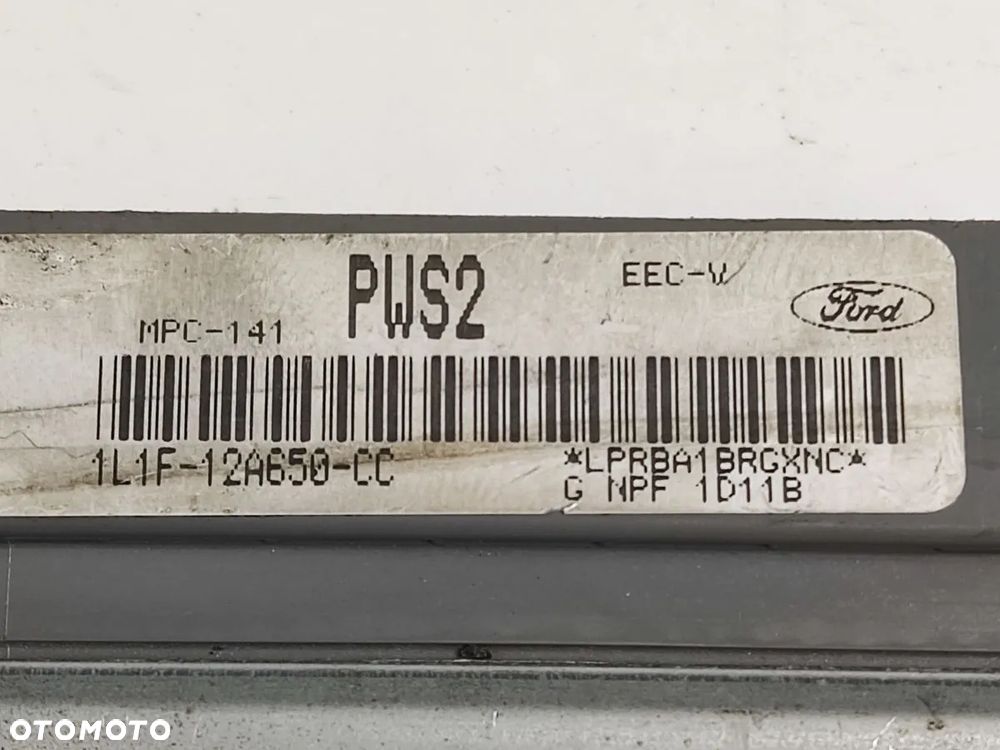 PWS2
EEC-V
Ford
MPC-141
1L1F-12A650-CC
*LPRBA1BRGXNC*
G NPF 1D11B
OTOMOTO